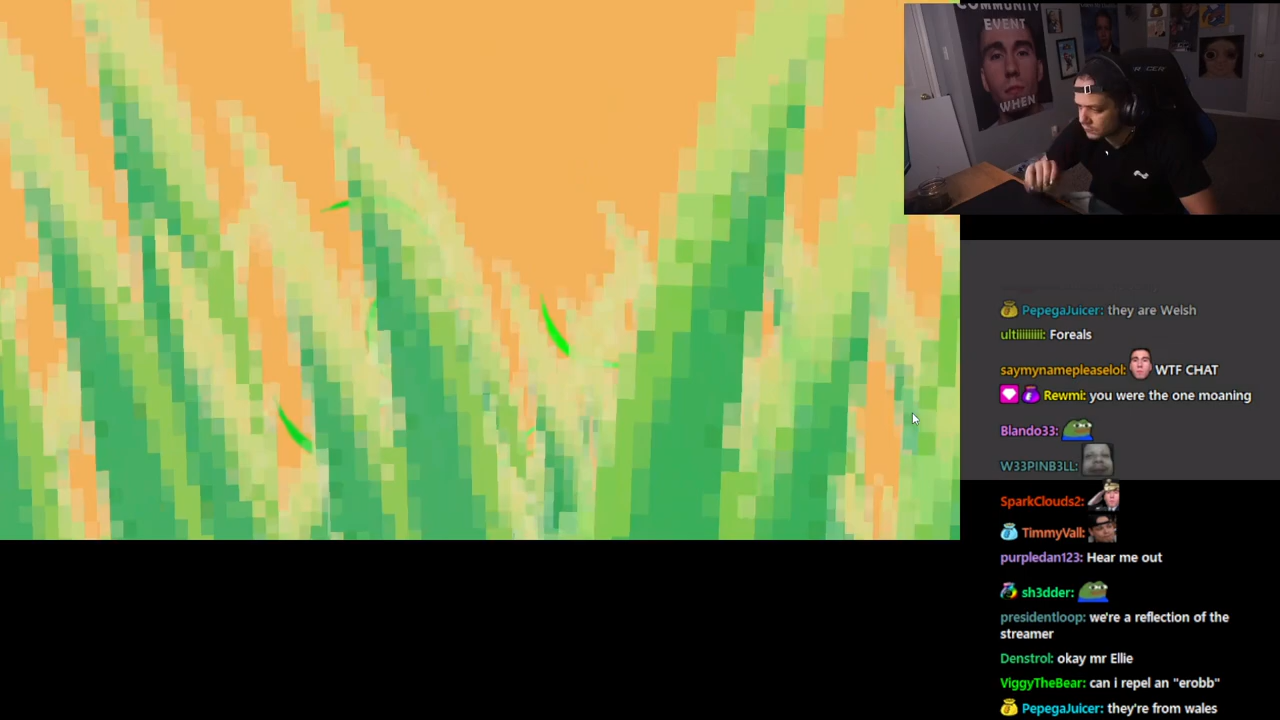 COMMUNITY
EVENT
WHEN
PepegaJuicer: they are Welsh
ultiiiiiiiii: Foreals
saymynamepleaselol: WTF CHAT
Rewmi: you were the one moaning
Blando33:
W33PINB3LL:
SparkClouds2:
TimmyVall:
purpledan123: Hear me out
sh3dder:
presidentloop: we're a reflection of the
streamer
Denstrol: okay mr Ellie
ViggyTheBear: can i repel an "erobb"
PepegaJuicer: they're from wales